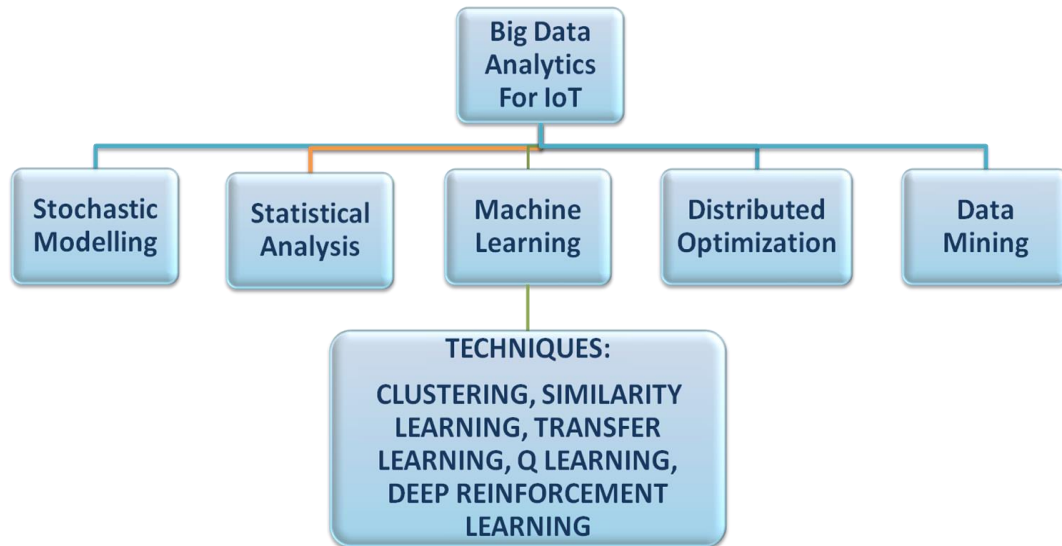 Big Data
Analytics
For IoT
Stochastic
Modelling
Statistical
Analysis
Machine
Learning
Distributed
Optimization
Data
Mining
TECHNIQUES:
CLUSTERING, SIMILARITY
LEARNING, TRANSFER
LEARNING, Q LEARNING,
DEEP REINFORCEMENT
LEARNING